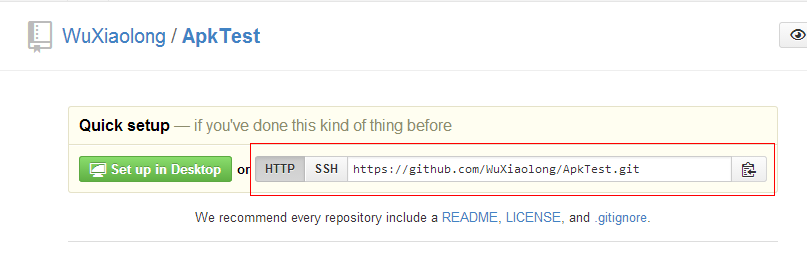 WuXiaolong / ApkTest
Quick setup — if you've done this kind of thing before
Set up in Desktop or HTTP SSH https://github.com/WuXiaolong/ApkTest.git
We recommend every repository include a README, LICENSE, and .gitignore.